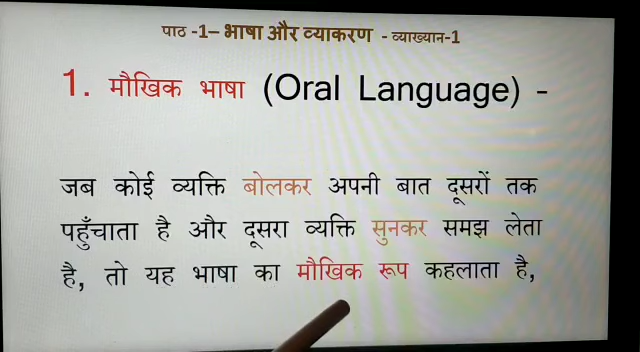 पाठ -1– भाषा और व्याकरण - व्याख्यान-1
1. मौखिक भाषा (Oral Language) -
जब कोई व्यक्ति बोलकर अपनी बात दूसरों तक
पहुँचाता है और दूसरा व्यक्ति सुनकर समझ लेता
है, तो यह भाषा का मौखिक रूप कहलाता है,